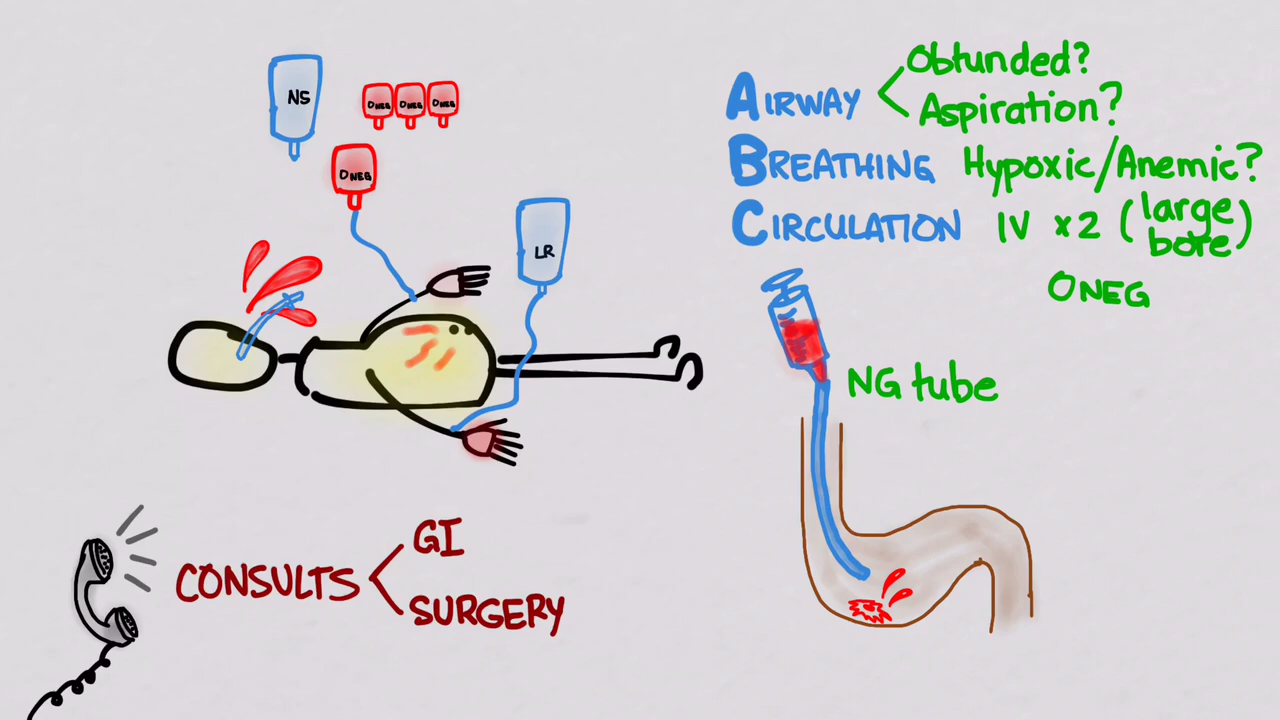 NS
ONEG ONEG ONEG
ONEG
LR
AIRWAY
Obtunded?
Aspiration?
BREATHING Hypoxic/Anemic?
CIRCULATION IV x2 (large bore)
ONEG
NG tube
CONSULTS
GI
SURGERY